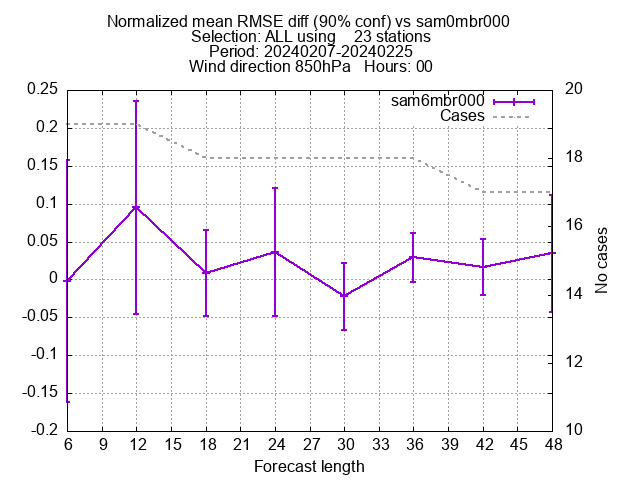 Normalized mean RMSE diff (90% conf) vs sam0mbr000
Selection: ALL using    23 stations
Period: 20240207-20240225
Wind direction 850hPa   Hours: 00
sam6mbr000
Cases
0.25
0.2
0.15
0.1
0.05
0
-0.05
-0.1
-0.15
-0.2
20
18
16
14
12
10
No cases
6 9 12 15 18 21 24 27 30 33 36 39 42 45 48
Forecast length